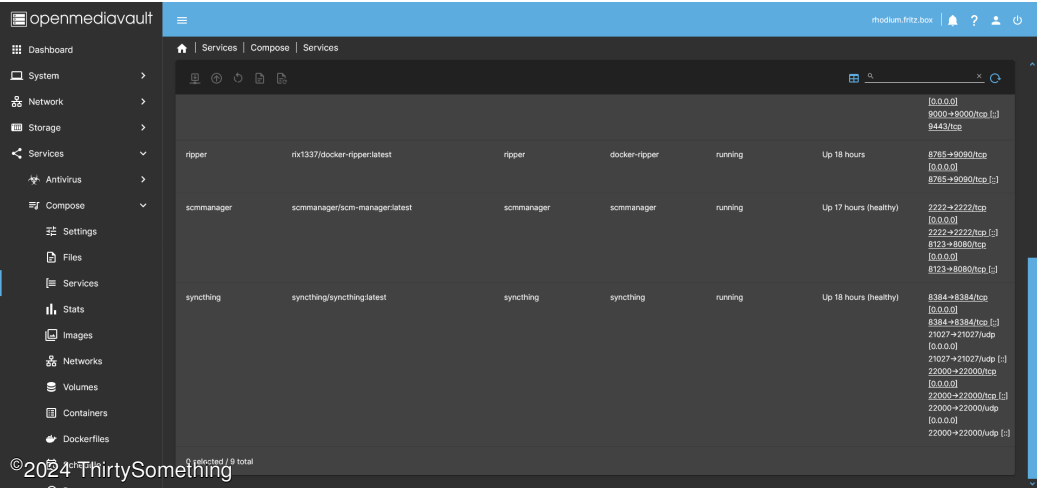 openmediavault
rhodium.fritz.box
Dashboard
Services | Compose | Services
System
Network
[0.0.0.0]
9000→9000/tcp [::]
9443/tcp
Storage
Services
ripper rix1337/docker-ripper:latest ripper docker-ripper running Up 18 hours 8765→9090/tcp
[0.0.0.0]
8765→9090/tcp [::]
Antivirus
Compose
scmmanager scmmanager/scm-manager:latest scmmanager scmmanager running Up 17 hours (healthy) 2222→2222/tcp
[0.0.0.0]
2222→2222/tcp [::]
8123→8080/tcp
[0.0.0.0]
8123→8080/tcp [::]
Settings
Files
Services
syncthing syncthing/syncthing:latest syncthing syncthing running Up 18 hours (healthy) 8384→8384/tcp
[0.0.0.0]
8384→8384/tcp [::]
21027→21027/udp
[0.0.0.0]
21027→21027/udp [::]
22000→22000/tcp
[0.0.0.0]
22000→22000/tcp [::]
22000→22000/udp
[0.0.0.0]
22000→22000/udp [::]
Stats
Images
Networks
Volumes
Containers
Dockerfiles
Schedule
0 selected / 9 total
©2024 ThirtySomething